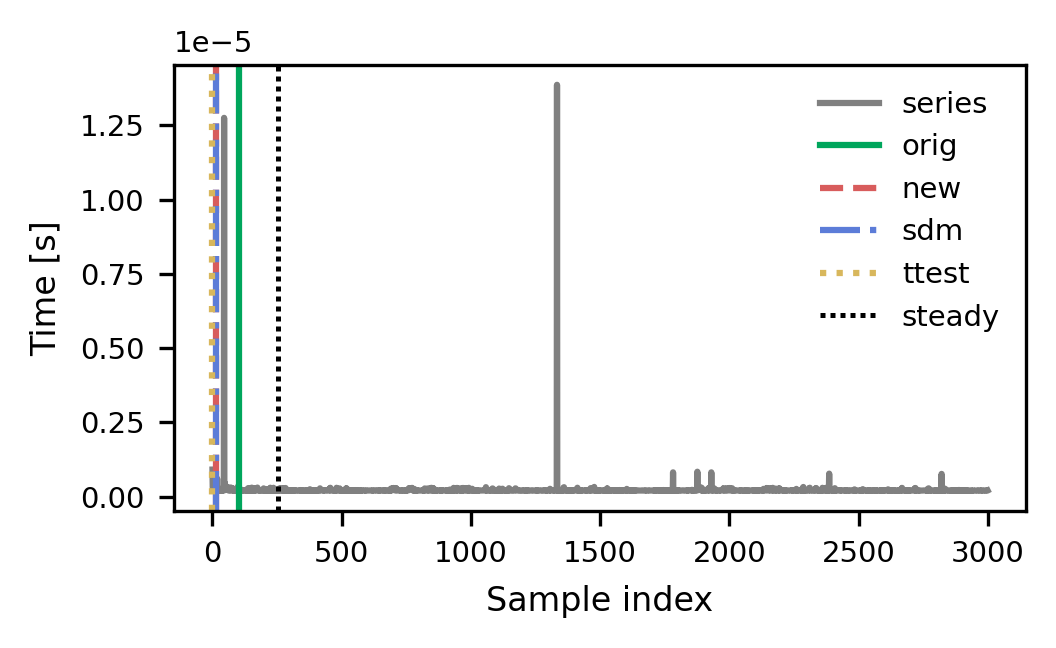 1e−5
Time [s]
1.25
1.00
0.75
0.50
0.25
0.00
0 500 1000 1500 2000 2500 3000
Sample index
series
orig
new
sdm
ttest
steady